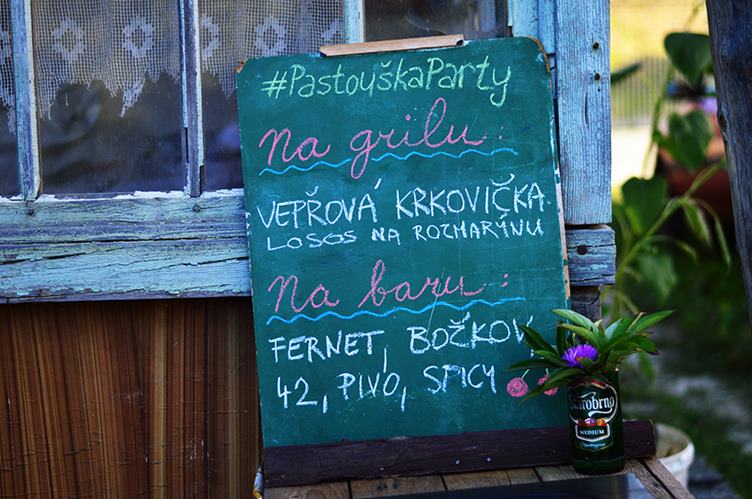 #PastouškaParty
Na grilu:
VEPŘOVÁ KRKOVIČKA
LOSOS NA ROZMARÝNU
Na baru:
FERNET, BOŽKOV,
42, PIVO, SPICY
Starobrno
MEDIUM